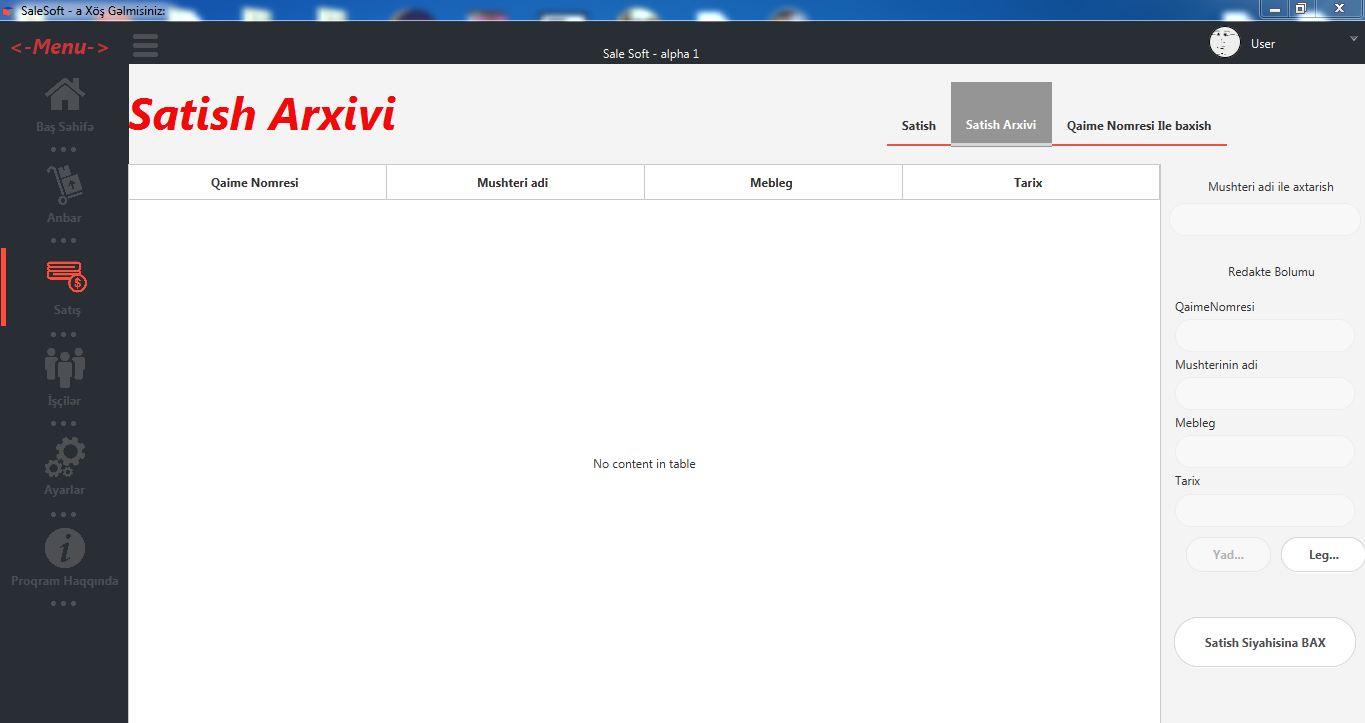 SaleSoft - a Xöş Gəlmisiniz:
<-Menu->
Sale Soft - alpha 1
User
Baş Səhifə
Anbar
Satış
İşçilər
Ayarlar
Proqram Haqqında
Satish Arxivi
Satish
Satish Arxivi
Qaime Nomresi Ile baxish
Qaime Nomresi
Mushteri adi
Mebleg
Tarix
No content in table
Mushteri adi ile axtarish
Redakte Bolumu
QaimeNomresi
Mushterinin adi
Mebleg
Tarix
Yad...
Leg...
Satish Siyahisina BAX